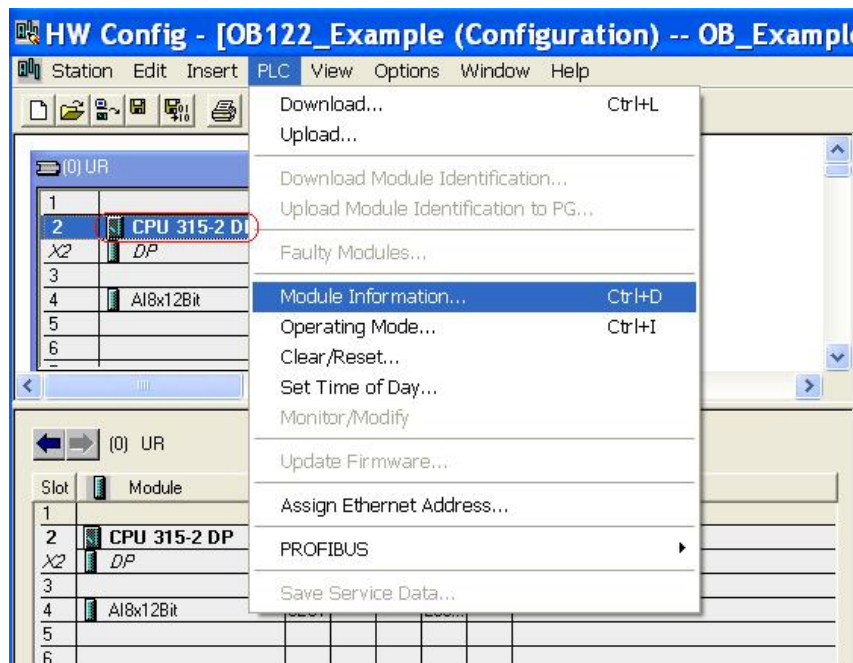 HW Config - [OB122_Example (Configuration) -- OB_Example
Station Edit Insert PLC View Options Window Help
Download... Ctrl+L
Upload...
Download Module Identification...
Upload Module Identification to PG...
Faulty Modules...
Module Information... Ctrl+D
Operating Mode... Ctrl+I
Clear/Reset...
Set Time of Day...
Monitor/Modify
Update Firmware...
Assign Ethernet Address...
PROFIBUS
Save Service Data...
(0) UR
1
2 CPU 315-2 D
X2 DP
3
4 AI8x12Bit
5
6
(0) UR
Slot Module
1
2 CPU 315-2 DP
X2 DP
3
4 AI8x12Bit
5
6